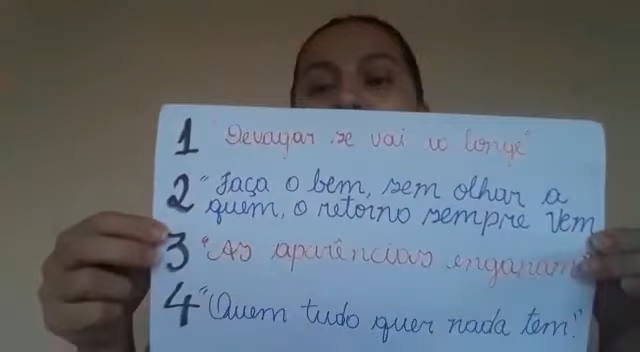 1 "Devagar se vai ao longe"
2 "Faça o bem, sem olhar a
quem, o retorno sempre vem
3 "As aparências enganam
4 "Quem tudo quer nada tem!"